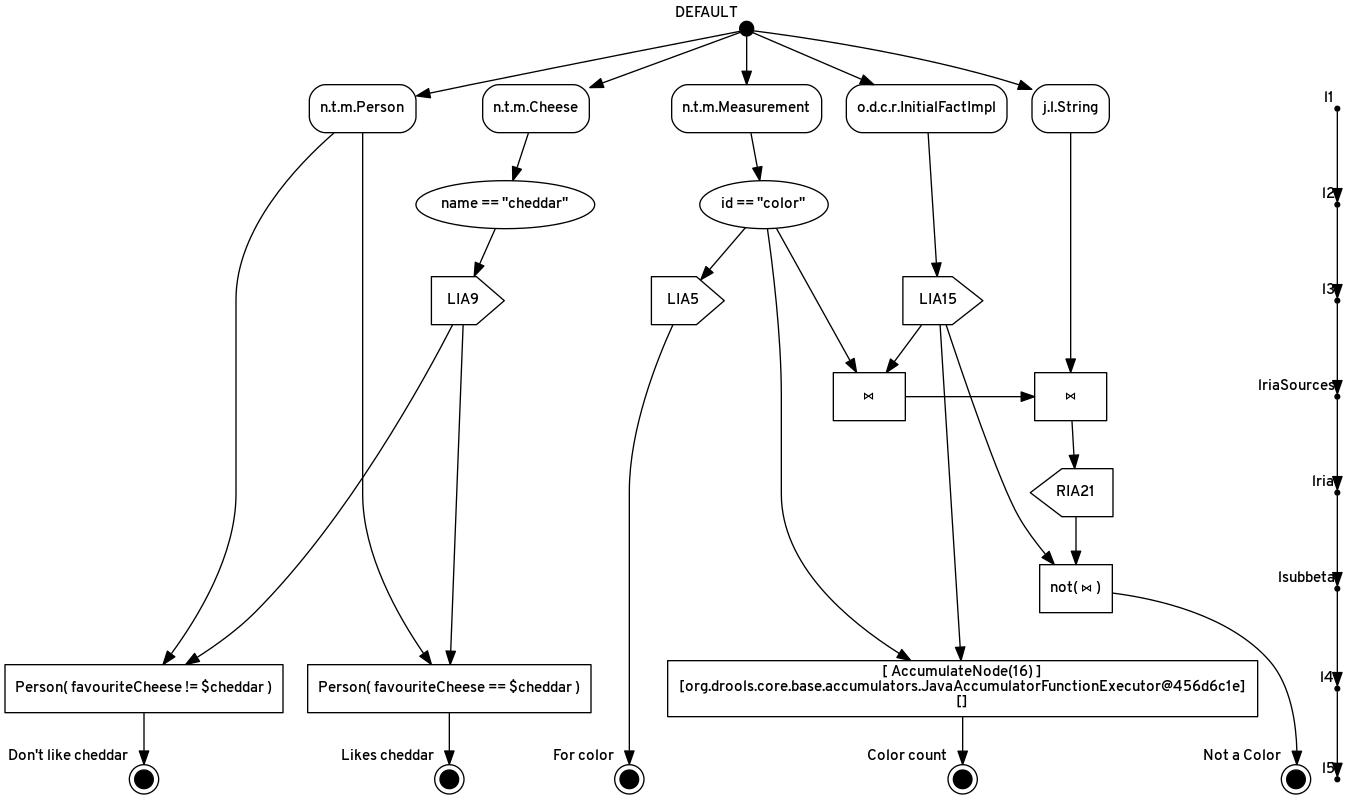 DEFAULT
n.t.m.Person
n.t.m.Cheese
n.t.m.Measurement
o.d.c.r.InitialFactImpl
j.l.String
l1
name == "cheddar"
id == "color"
l2
LIA9
LIA5
LIA15
l3
⋈
⋈
lriaSources
RIA21
lria
not( ⋈ )
lsubbeta
Person( favouriteCheese != $cheddar )
Person( favouriteCheese == $cheddar )
[ AccumulateNode(16) ]
[org.drools.core.base.accumulators.JavaAccumulatorFunctionExecutor@456d6c1e]
[]
l4
Don't like cheddar
Likes cheddar
For color
Color count
Not a Color
l5